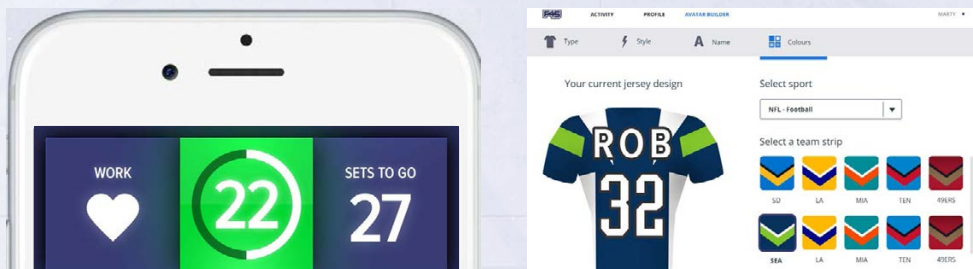 WORK
22
SETS TO GO
27
ACTIVITY PROFILE AVATAR BUILDER MARTY
Type Style A Name Colours
Your current jersey design
Select sport
NFL - Football
ROB
32
Select a team strip
SD LA MIA TEN 49ERS
SEA LA MIA TEN 49ERS